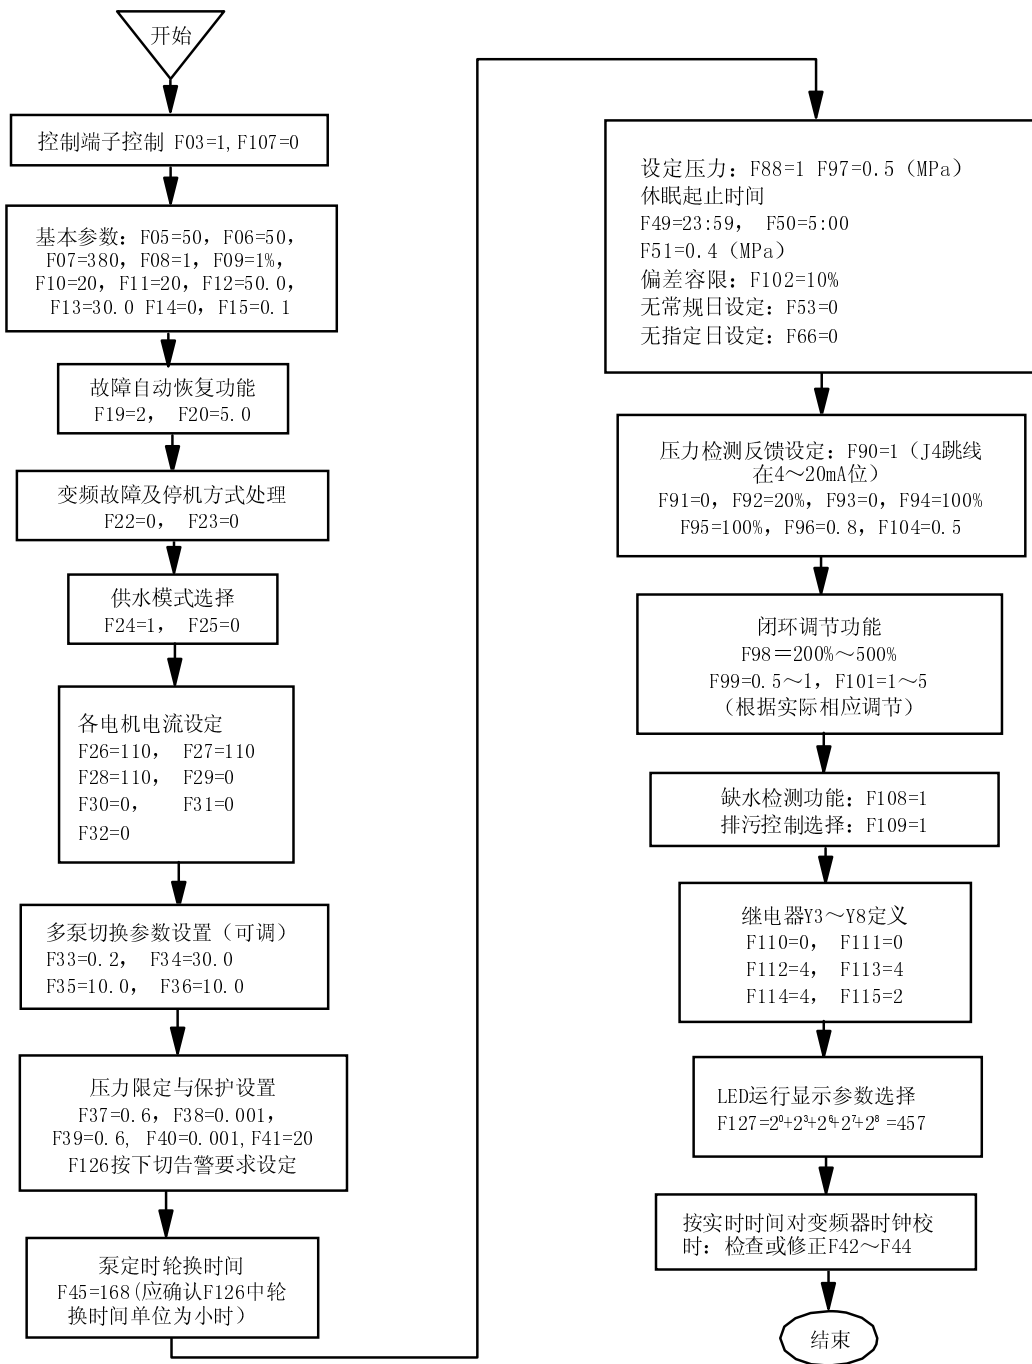 开始
控制端子控制 F03=1, F107=0
基本参数：F05=50，F06=50，
F07=380，F08=1，F09=1%，
F10=20，F11=20，F12=50.0，
F13=30.0 F14=0，F15=0.1
故障自动恢复功能
F19=2， F20=5.0
变频故障及停机方式处理
F22=0， F23=0
供水模式选择
F24=1， F25=0
各电机电流设定
F26=110， F27=110
F28=110， F29=0
F30=0， F31=0
F32=0
多泵切换参数设置（可调）
F33=0.2， F34=30.0
F35=10.0， F36=10.0
压力限定与保护设置
F37=0.6，F38=0.001，
F39=0.6, F40=0.001,F41=20
F126按下切告警要求设定
泵定时轮换时间
F45=168(应确认F126中轮
换时间单位为小时）
设定压力：F88=1 F97=0.5（MPa）
休眠起止时间
F49=23:59， F50=5:00
F51=0.4（MPa）
偏差容限：F102=10%
无常规日设定：F53=0
无指定日设定：F66=0
压力检测反馈设定：F90=1（J4跳线
在4～20mA位）
F91=0，F92=20%，F93=0，F94=100%
F95=100%，F96=0.8，F104=0.5
闭环调节功能
F98＝200%～500%
F99=0.5～1，F101=1～5
（根据实际相应调节）
缺水检测功能：F108=1
排污控制选择：F109=1
继电器Y3～Y8定义
F110=0， F111=0
F112=4， F113=4
F114=4， F115=2
LED运行显示参数选择
F127=2⁰+2³+2⁶+2⁷+2⁸ =457
按实时时间对变频器时钟校
时：检查或修正F42～F44
结束